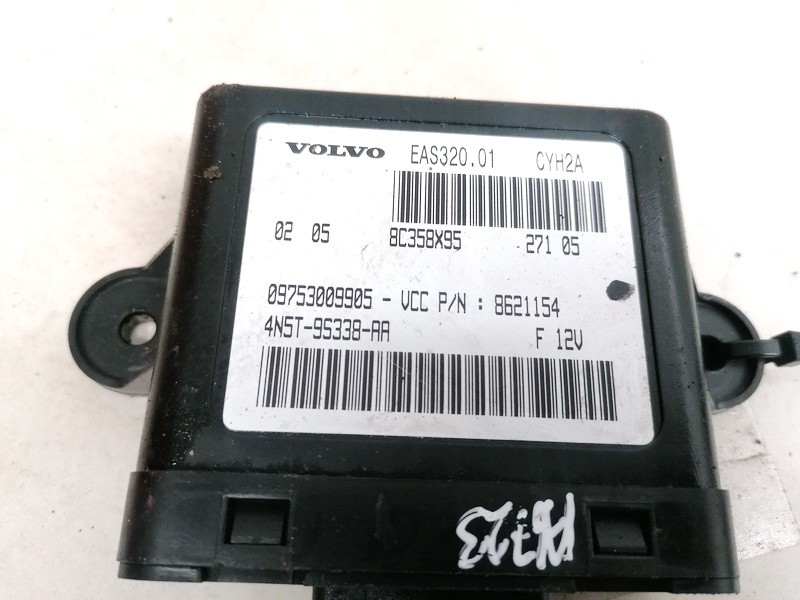 VOLVO EAS320.01 CYH2A
02 05 8C358X95 271 05
09753009905 - VCC P/N : 8621154
4N5T-9S338-AA F 12V